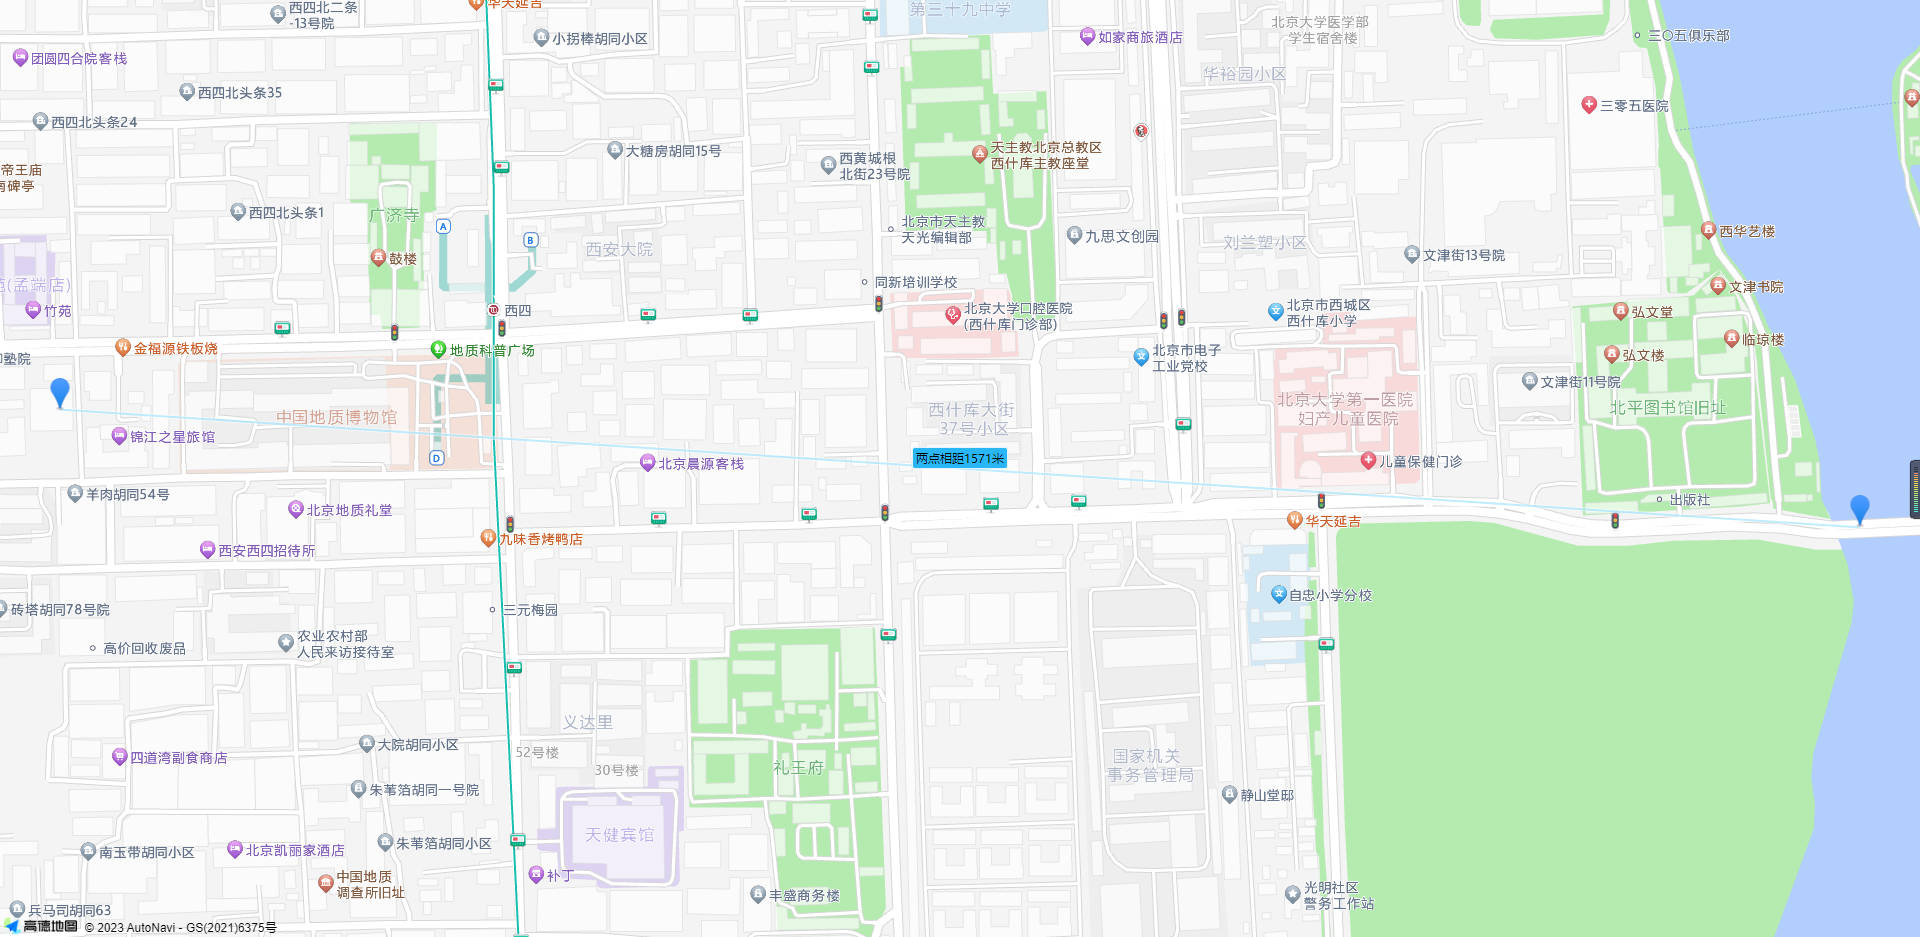 西四北二条
-13号院
华天延吉
第三十九中学
北京大学医学部
学生宿舍楼
小拐棒胡同小区
如家商旅酒店
三〇五俱乐部
团圆四合院客栈
华裕园小区
西四北头条35
三零五医院
西四北头条24
大糖房胡同15号
天主教北京总教区
西什库主教座堂
西黄城根
北街23号院
帝王庙
碑亭
西四北头条1
广济寺
北京市天主教
天光编辑部
A
B
西安大院
九思文创园
刘兰塑小区
西华艺楼
鼓楼
文津街13号院
(孟端店)
同新培训学校
文津书院
竹苑
西四
北京大学口腔医院
(西什库门诊部)
北京市西城区
西什库小学
弘文堂
金福源铁板烧
地质科普广场
临琼楼
塾院
北京市电子
工业党校
弘文楼
文津街11号院
中国地质博物馆
西什库大街
37号小区
北京大学第一医院
妇产儿童医院
北平图书馆旧址
锦江之星旅馆
D
北京晨源客栈
两点相距1571米
儿童保健门诊
羊肉胡同54号
出版社
北京地质礼堂
华天延吉
九味香烤鸭店
西安西四招待所
自忠小学分校
砖塔胡同78号院
三元梅园
农业农村部
人民来访接待室
高价回收废品
义达里
大院胡同小区
52号楼
四道湾副食商店
30号楼
礼王府
国家机关
事务管理局
朱苇箔胡同一号院
静山堂邸
天健宾馆
朱苇箔胡同小区
南玉带胡同小区
北京凯丽家酒店
中国地质
调查所旧址
补丁
丰盛商务楼
光明社区
警务工作站
兵马司胡同63
高德地图 © 2023 AutoNavi - GS(2021)6375号